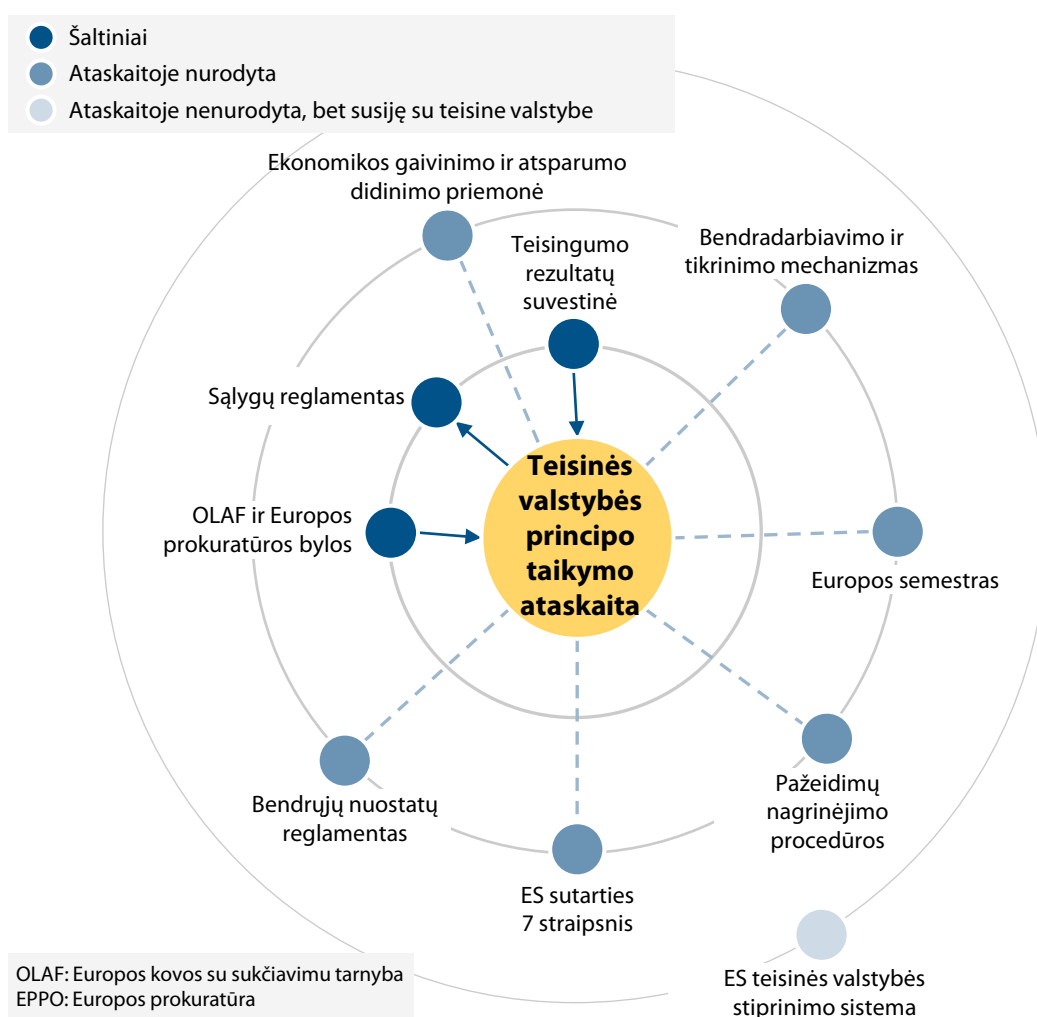 Šaltiniai
Ataskaitoje nurodyta
Ataskaitoje nenurodyta, bet susiję su teisine valstybe
Ekonomikos gaivinimo ir atsparumo
didinimo priemonė
Teisingumo
rezultatų
suvestinė
Bendradarbiavimo ir
tikrinimo mechanizmas
Sąlygų reglamentas
OLAF ir Europos
prokuratūros bylos
Teisinės
valstybės
principo
taikymo
ataskaita
Europos semestras
Bendrųjų nuostatų
reglamentas
Pažeidimų
nagrinėjimo
procedūros
ES sutarties
7 straipsnis
ES teisinės valstybės
stiprinimo sistema
OLAF: Europos kovos su sukčiavimu tarnyba
EPPO: Europos prokuratūra